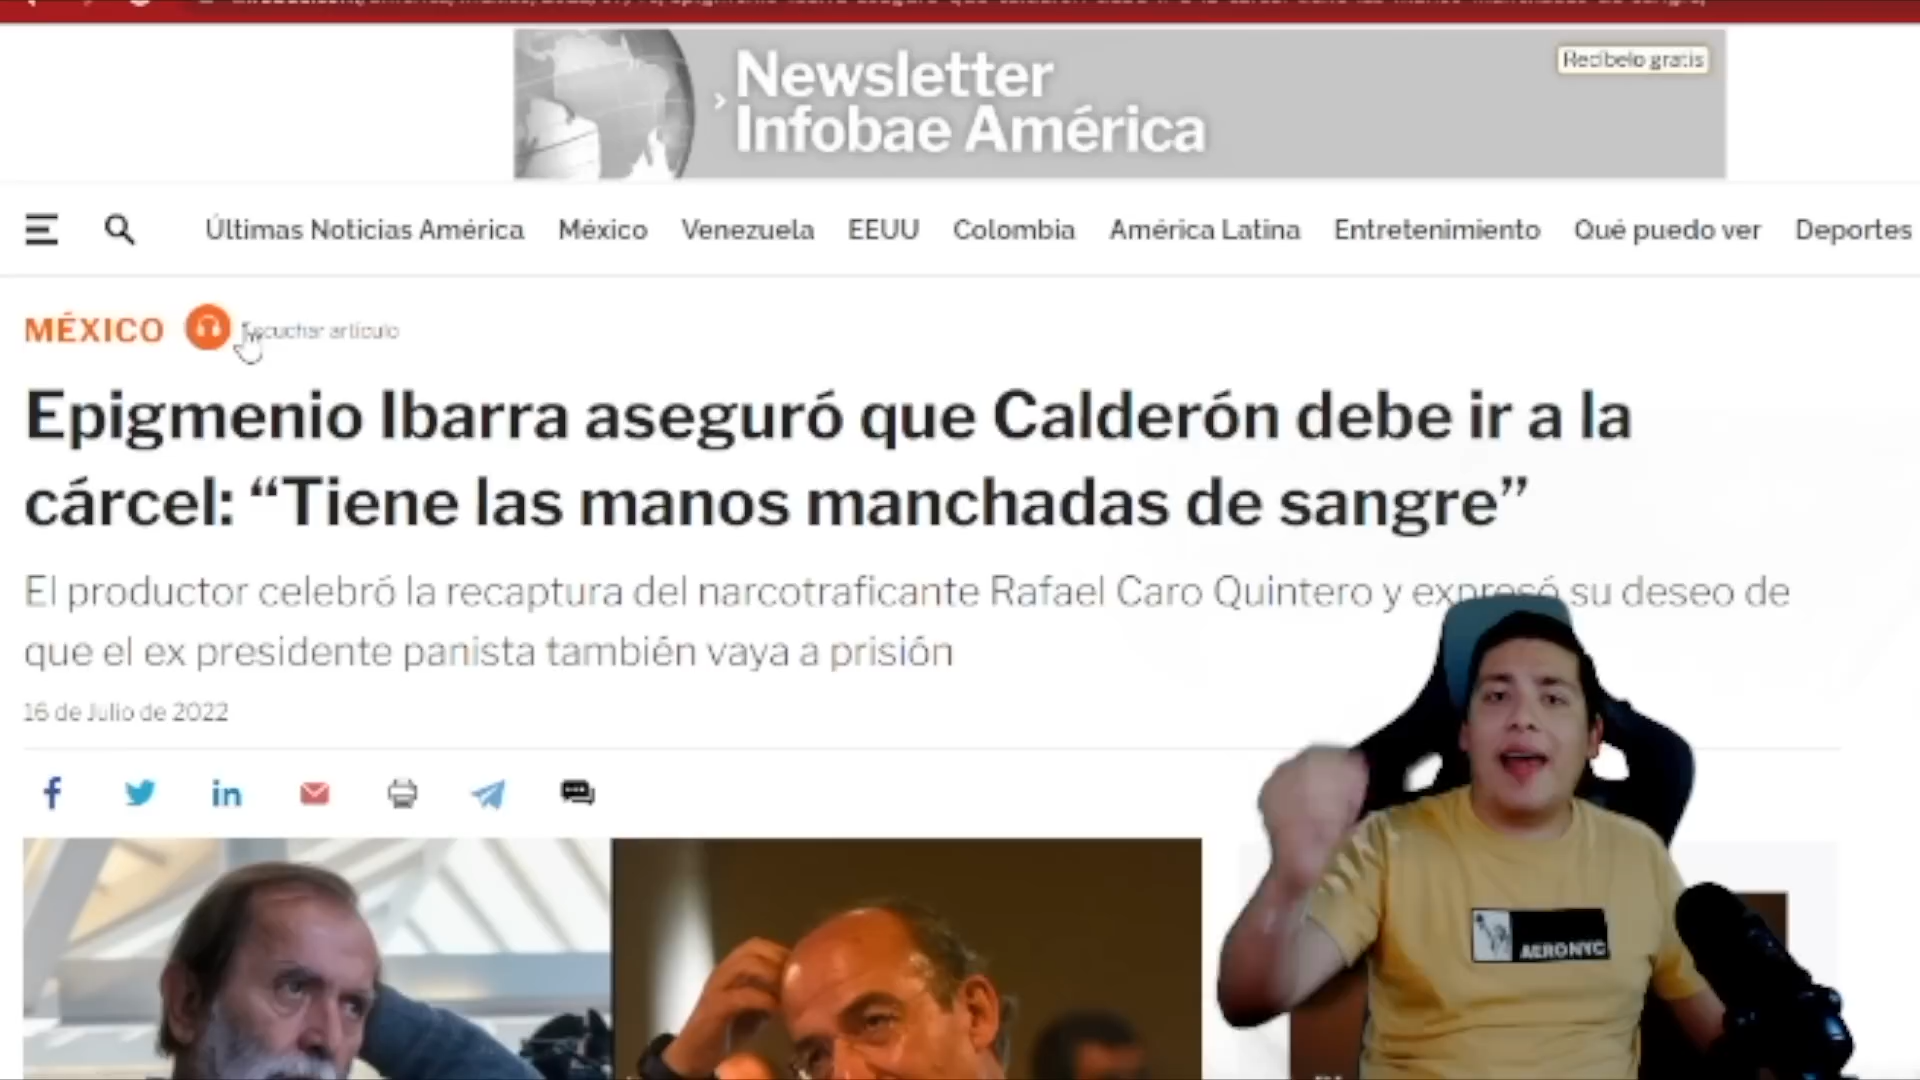 Newsletter
Infobae América
Recíbelo gratis
Últimas Noticias América México Venezuela EEUU Colombia América Latina Entretenimiento Qué puedo ver Deportes
MÉXICO
artículo
Epigmenio Ibarra aseguró que Calderón debe ir a la
cárcel: “Tiene las manos manchadas de sangre”
El productor celebró la recaptura del narcotraficante Rafael Caro Quintero y expresó su deseo de
que el ex presidente panista también vaya a prisión
16 de Julio de 2022
AERONYC